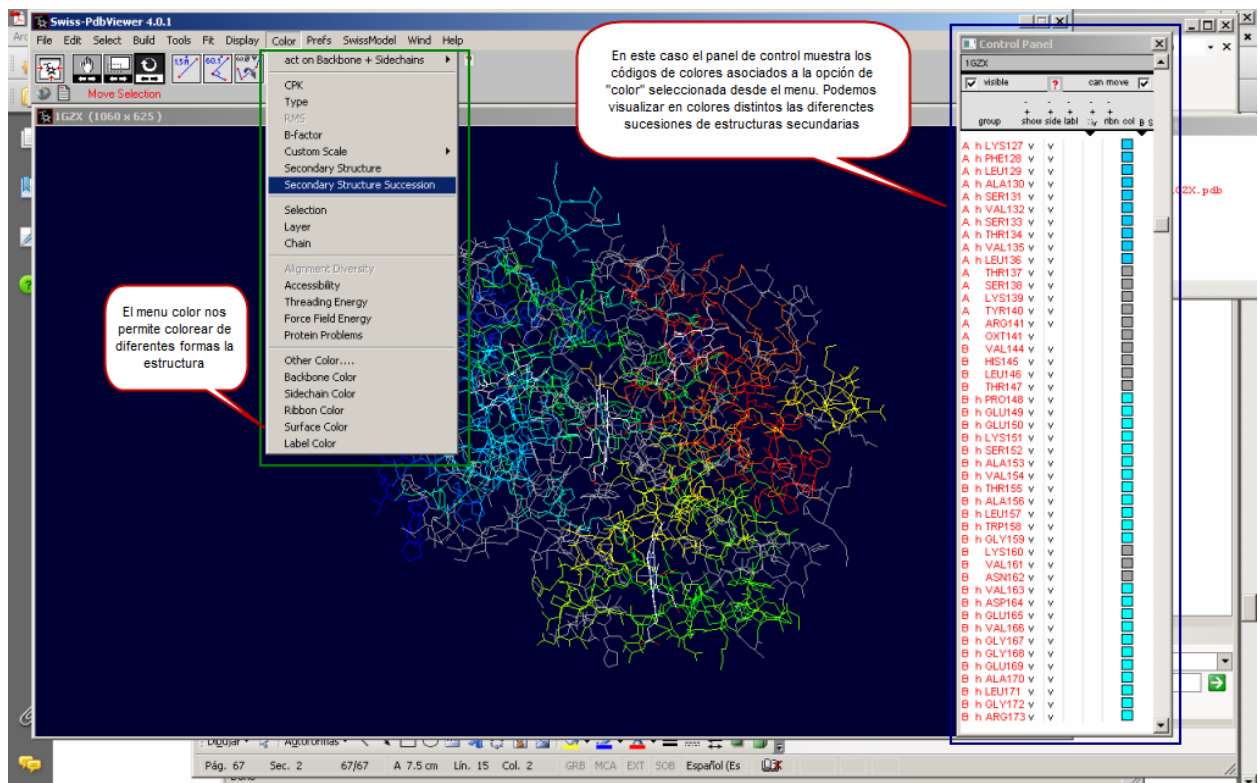 Swiss-PdbViewer 4.0.1
File Edit Select Build Tools Fit Display Color Prefs SwissModel Wind Help
Move Selection
1GZX (1060 x 625 )
act on Backbone + Sidechains
CPK
Type
RMS
B-factor
Custom Scale
Secondary Structure
Secondary Structure Succession
Selection
Layer
Chain
Alignment Diversity
Accessibility
Threading Energy
Force Field Energy
Protein Problems
Other Color....
Backbone Color
Sidechain Color
Ribbon Color
Surface Color
Label Color
El menu color nos
permite colorear de
diferentes formas la
estructura
En este caso el panel de control muestra los
códigos de colores asociados a la opción de
"color" seleccionada desde el menu. Podemos
visualizar en colores distintos las diferenctes
sucesiones de estructuras secundarias
Control Panel
1GZX
visible ? can move
group show side labl ribn col B S
A h LYS127 v v
A h PHE128 v v
A h LEU129 v v
A h ALA130 v v
A h SER131 v v
A h VAL132 v v
A h SER133 v v
A h THR134 v v
A h VAL135 v v
A h LEU136 v v
A THR137 v v
A SER138 v v
A LYS139 v v
A TYR140 v v
A ARG141 v v
A OXT141 v
B VAL144 v v
B HIS145 v v
B LEU146 v v
B THR147 v v
B h PRO148 v v
B h GLU149 v v
B h GLU150 v v
B h LYS151 v v
B h SER152 v v
B h ALA153 v v
B h VAL154 v v
B h THR155 v v
B h ALA156 v v
B h LEU157 v v
B h TRP158 v v
B h GLY159 v v
B LYS160 v v
B VAL161 v v
B ASN162 v v
B h VAL163 v v
B h ASP164 v v
B h GLU165 v v
B h VAL166 v v
B h GLY167 v v
B h GLY168 v v
B h GLU169 v v
B h ALA170 v v
B h LEU171 v v
B h GLY172 v v
B h ARG173 v v
Dibujar Autoformas
Pág. 67 Sec. 2 67/67 A 7.5 cm Lín. 15 Col. 2 GRB MCA EXT SOB Español (Es